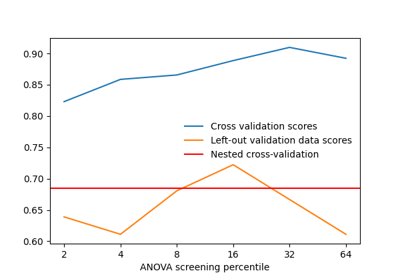 0.90
0.85
0.80
0.75
0.70
0.65
0.60
Cross validation scores
Left-out validation data scores
Nested cross-validation
2 4 8 16 32 64
ANOVA screening percentile